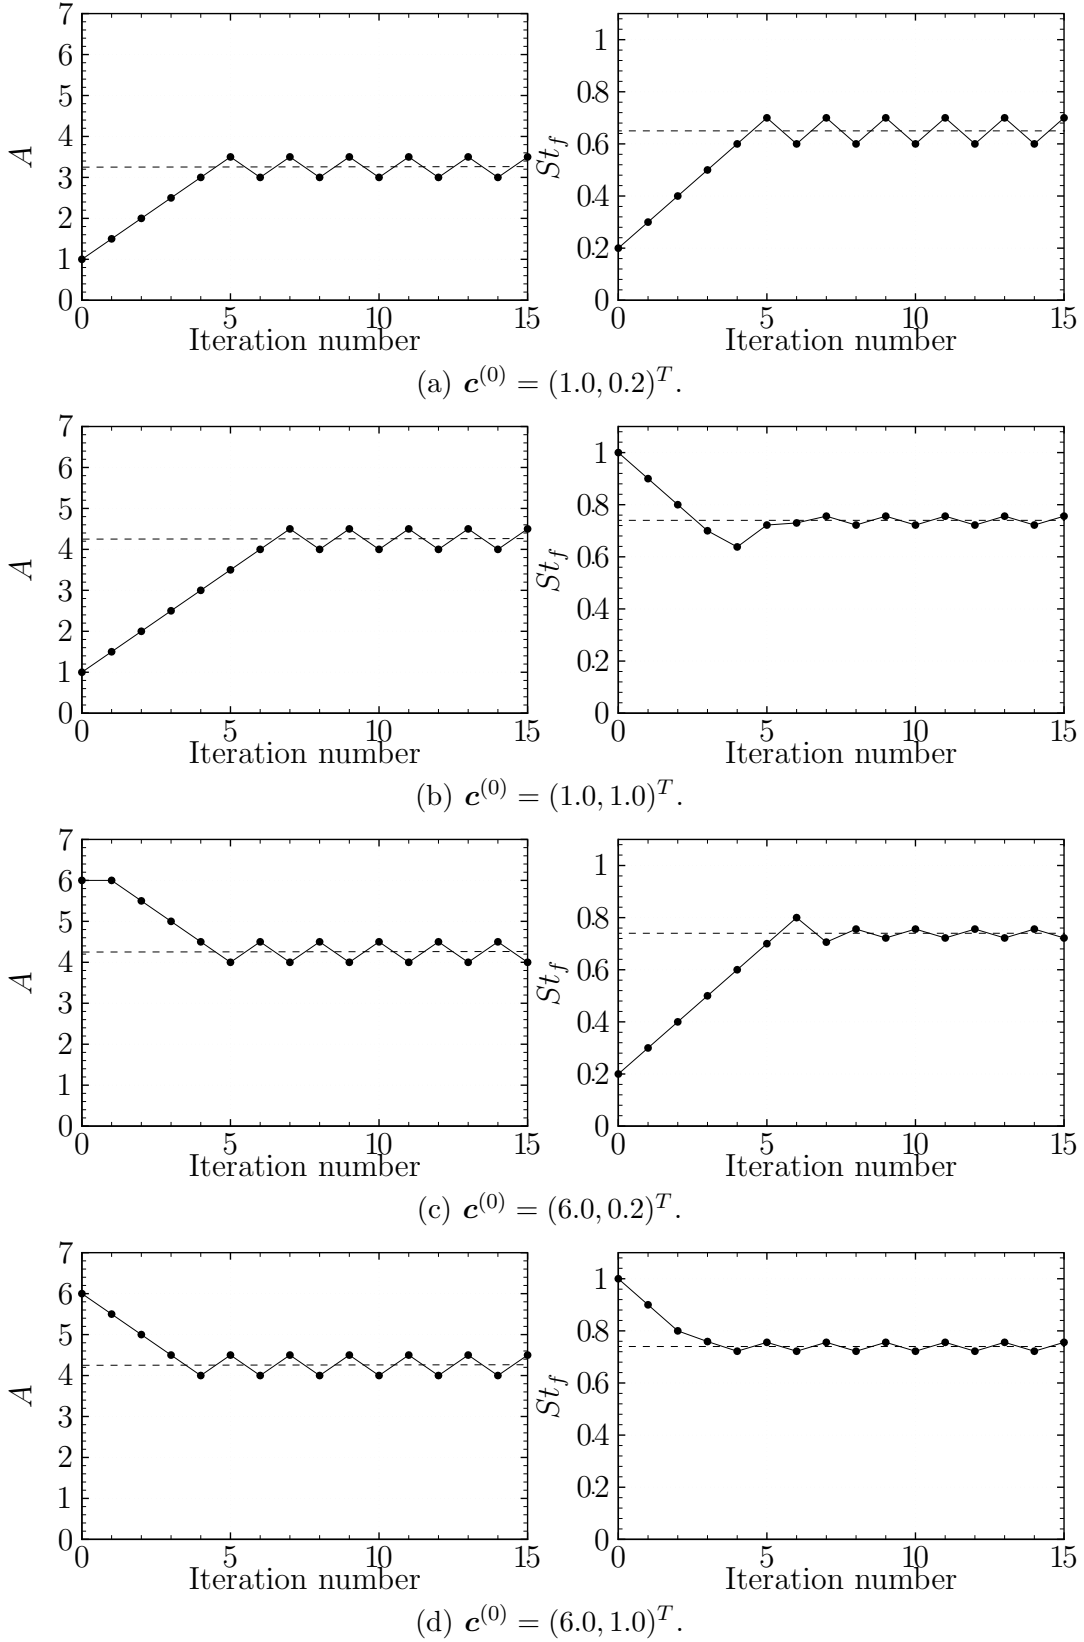 7
6
5
4
3
2
1
0
A
0 5 10 15
Iteration number
1
0.8
0.6
0.4
0.2
0
St_f
0 5 10 15
Iteration number
(a) c^{(0)} = (1.0, 0.2)^T.
7
6
5
4
3
2
1
0
A
0 5 10 15
Iteration number
1
0.8
0.6
0.4
0.2
0
St_f
0 5 10 15
Iteration number
(b) c^{(0)} = (1.0, 1.0)^T.
7
6
5
4
3
2
1
0
A
0 5 10 15
Iteration number
1
0.8
0.6
0.4
0.2
0
St_f
0 5 10 15
Iteration number
(c) c^{(0)} = (6.0, 0.2)^T.
7
6
5
4
3
2
1
0
A
0 5 10 15
Iteration number
1
0.8
0.6
0.4
0.2
0
St_f
0 5 10 15
Iteration number
(d) c^{(0)} = (6.0, 1.0)^T.